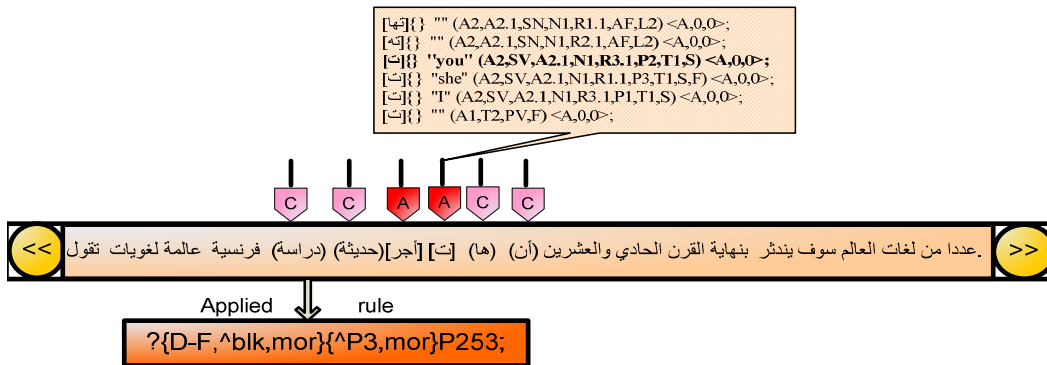 [تها]{} "" (A2,A2.1,SN,N1,R1.1,AF,L2) <A,0,0>;
[ته]{} "" (A2,A2.1,SN,N1,R2.1,AF,L2) <A,0,0>;
[ت]{} "you" (A2,SV,A2.1,N1,R3.1,P2,T1,S) <A,0,0>;
[ت]{} "she" (A2,SV,A2.1,N1,R1.1,P3,T1,S,F) <A,0,0>;
[ت]{} "I" (A2,SV,A2.1,N1,R3.1,P1,T1,S) <A,0,0>;
[ت]{} "" (A1,T2,PV,F) <A,0,0>;
C C A A C C
<< .عددا من لغات العالم سوف يندثر بنهاية القرن الحادي والعشرين (أن) (ها) [ت] [أجر](حديثة) (دراسة) فرنسية عالمة لغويات تقول >>
Applied rule
?{D-F,^blk,mor}{^P3,mor}P253;